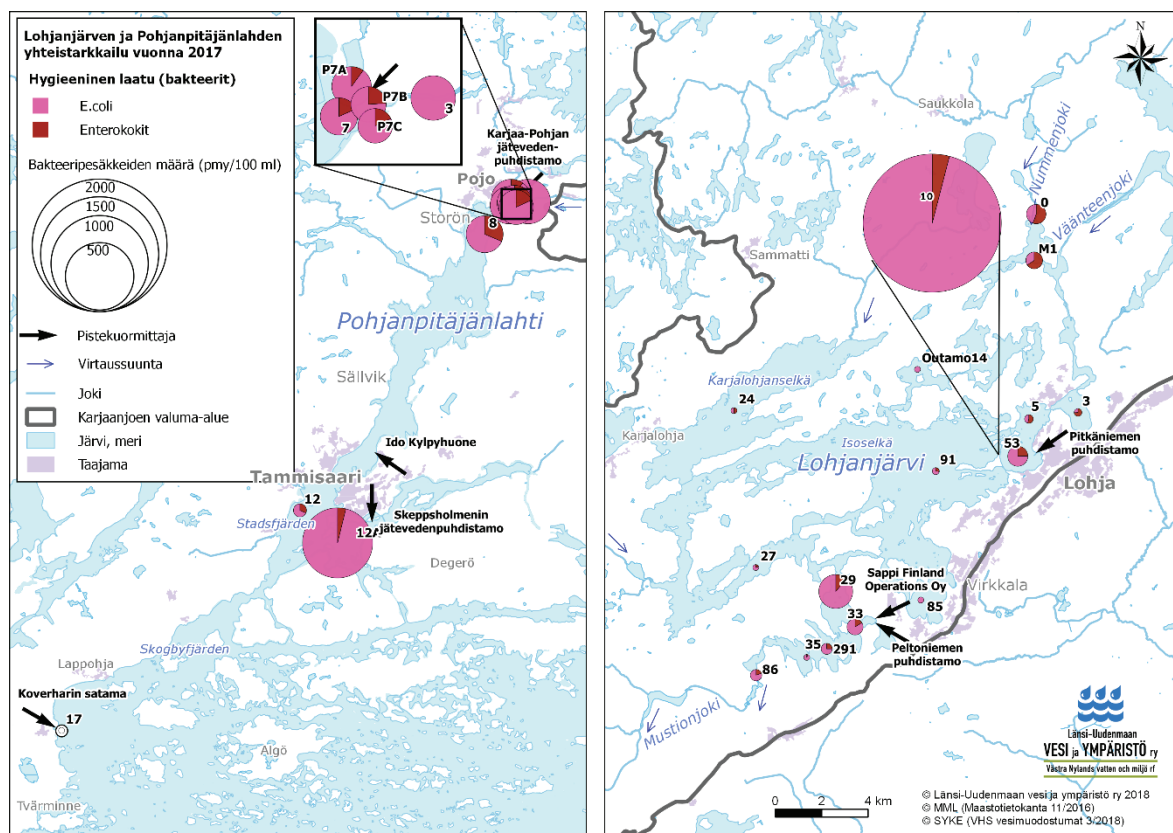 Lohjanjärven ja Pohjanpitäjänlahden
yhteistarkkailu vuonna 2017
Hygieeninen laatu (bakteerit)
E.coli
Enterokokit
Bakteeripesäkkeiden määrä (pmy/100 ml)
2000
1500
1000
500
Pistekuormittaja
Virtaussuunta
Joki
Karjaanjoen valuma-alue
Järvi, meri
Taajama
P7A
P7B
7
P7C
3
Karjaa-Pohjan
jäteveden-
puhdistamo
Pojo
Storön
8
Pohjanpitäjänlahti
Sällvik
Ido Kylpyhuone
Tammisaari
12
Stadsfjärden
Skeppsholmenin
jätevedenpuhdistamo
12A
Degerö
Skogbyfjärden
Lappohja
Koverharin satama
17
Algö
Tvärminne
N
Saukkola
Nummenjoki
10
0
Väänteenjoki
M1
Sammatti
Outamo14
Karjalohjanselkä
24
5
3
Karjalohja
Isoselkä
53
Pitkäniemen
puhdistamo
Lohjanjärvi
91
Lohja
27
29
Sappi Finland
Operations Oy
Virkkala
85
33
35
291
Peltoniemen
puhdistamo
86
Mustionjoki
Länsi-Uudenmaan
VESI ja YMPÄRISTÖ ry
Västra Nylands vatten och miljö rf
0 2 4 km
© Länsi-Uudenmaan vesi ja ympäristö ry 2018
© MML (Maastotietokanta 11/2016)
© SYKE (VHS vesimuodostumat 3/2018)